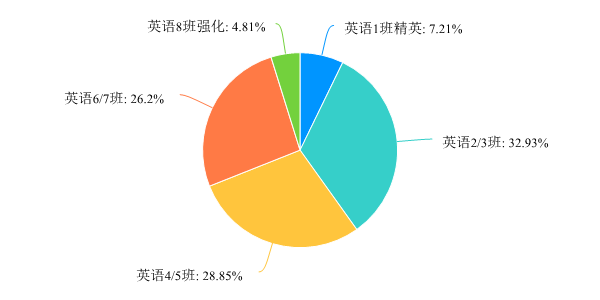 英语8班强化: 4.81%
英语1班精英: 7.21%
英语6/7班: 26.2%
英语2/3班: 32.93%
英语4/5班: 28.85%